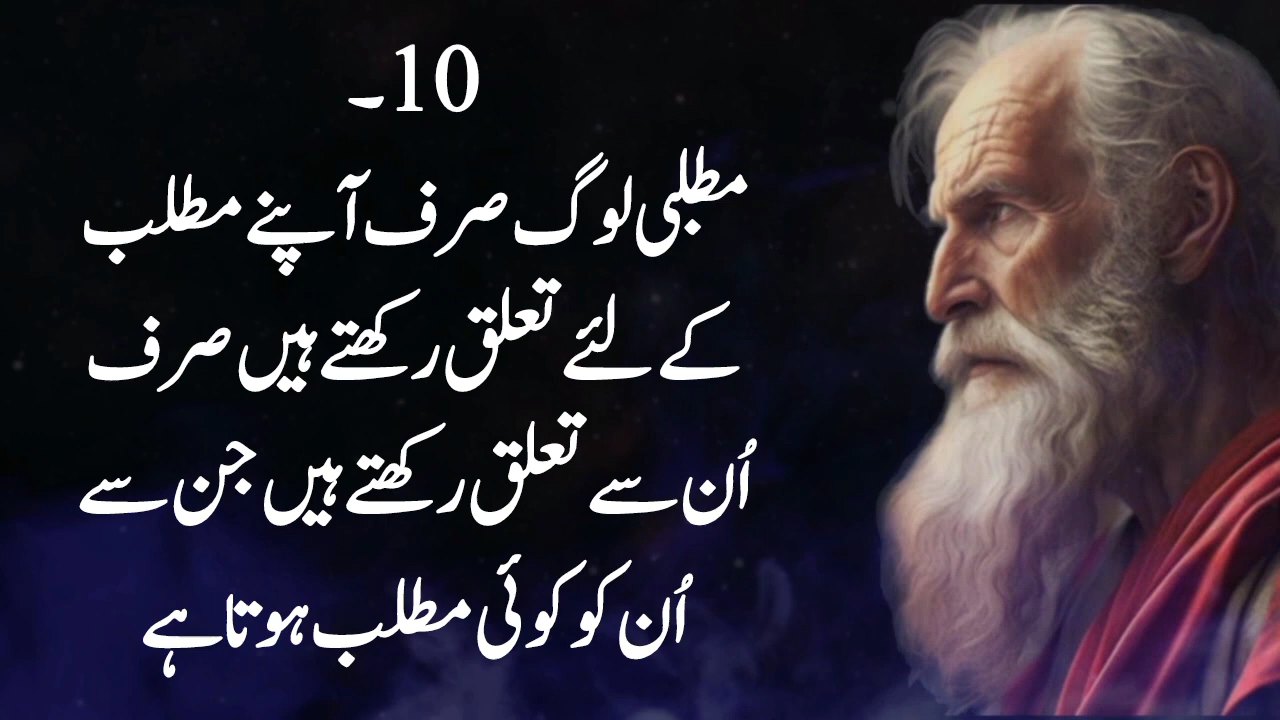 10۔
مطلبی لوگ صرف آپنے مطلب
کے لئے تعلق رکھتے ہیں صرف
اُن سے تعلق رکھتے ہیں جن سے
اُن کو کوئی مطلب ہوتا ہے